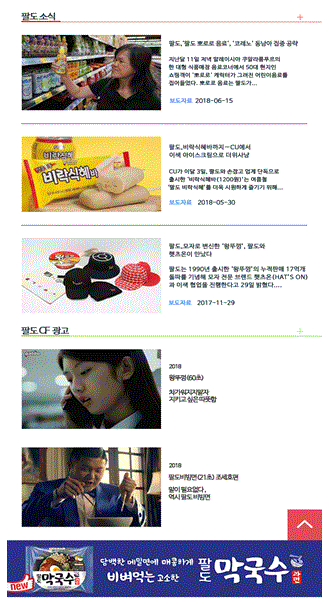 팔도 소식
팔도,'팔도 뽀로로 음료', '코레노' 동남아 집중 공략
지난달 11일 저녁 말레이시아 쿠알라룸푸르의
한 대형 식품매장 음료코너에서 50대 현지인
쇼핑객이 '뽀로로' 캐릭터가 그려진 어린이음료를
집어들었다. 뽀로로는 팔도가...
보도자료 2018-06-15
팔도,비락식혜바까지－CU에서
이색 아이스크림으로 더위사냥
CU가 이달 3일, 팔도와 손잡고 업계 단독으로
출시한 '비락식혜바(1200원)'는 여름철
'팔도 비락식혜'를 더욱 시원하게 즐기기 위해...
보도자료 2018-05-30
비락식혜
비락식혜바
팔도,모자로 변신한 '왕뚜껑', 팔도와
햇츠온이 만났다
팔도는 1990년 출시한 '왕뚜껑'의 누적판매 17억개
돌파를 기념해 모자 전문 브랜드 햇츠온(HAT'S ON)
과 이색 협업을 진행한다고 29일 밝혔다....
보도자료 2017-11-29
팔도 CF 광고
2018
왕뚜껑(60초)
차가워지지말자
지키고 싶은 따뜻함
2018
팔도비빔면(21초) 조세호편
말이 필요없다,
역시 팔도 비빔면
new
막국수
담백한 메밀면에 매콤하게
비벼먹는 고소한
팔도 막국수 라면